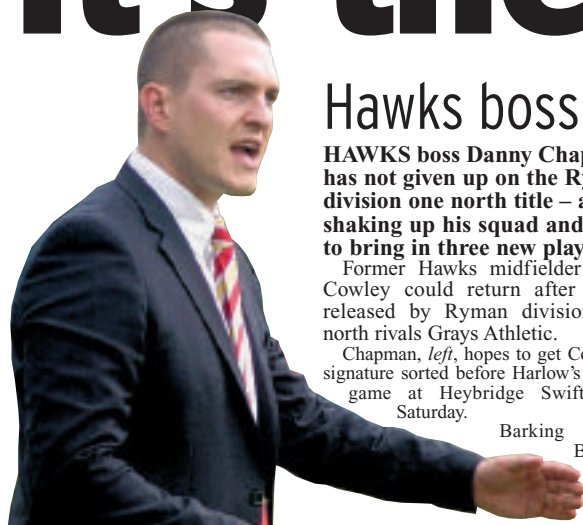 it's the
Hawks boss
HAWKS boss Danny Chap
has not given up on the Ry
division one north title – a
shaking up his squad and
to bring in three new play
Former Hawks midfielder
Cowley could return after
released by Ryman division
north rivals Grays Athletic.
Chapman, left, hopes to get Co
signature sorted before Harlow's
game at Heybridge Swift
Saturday.
Barking
B